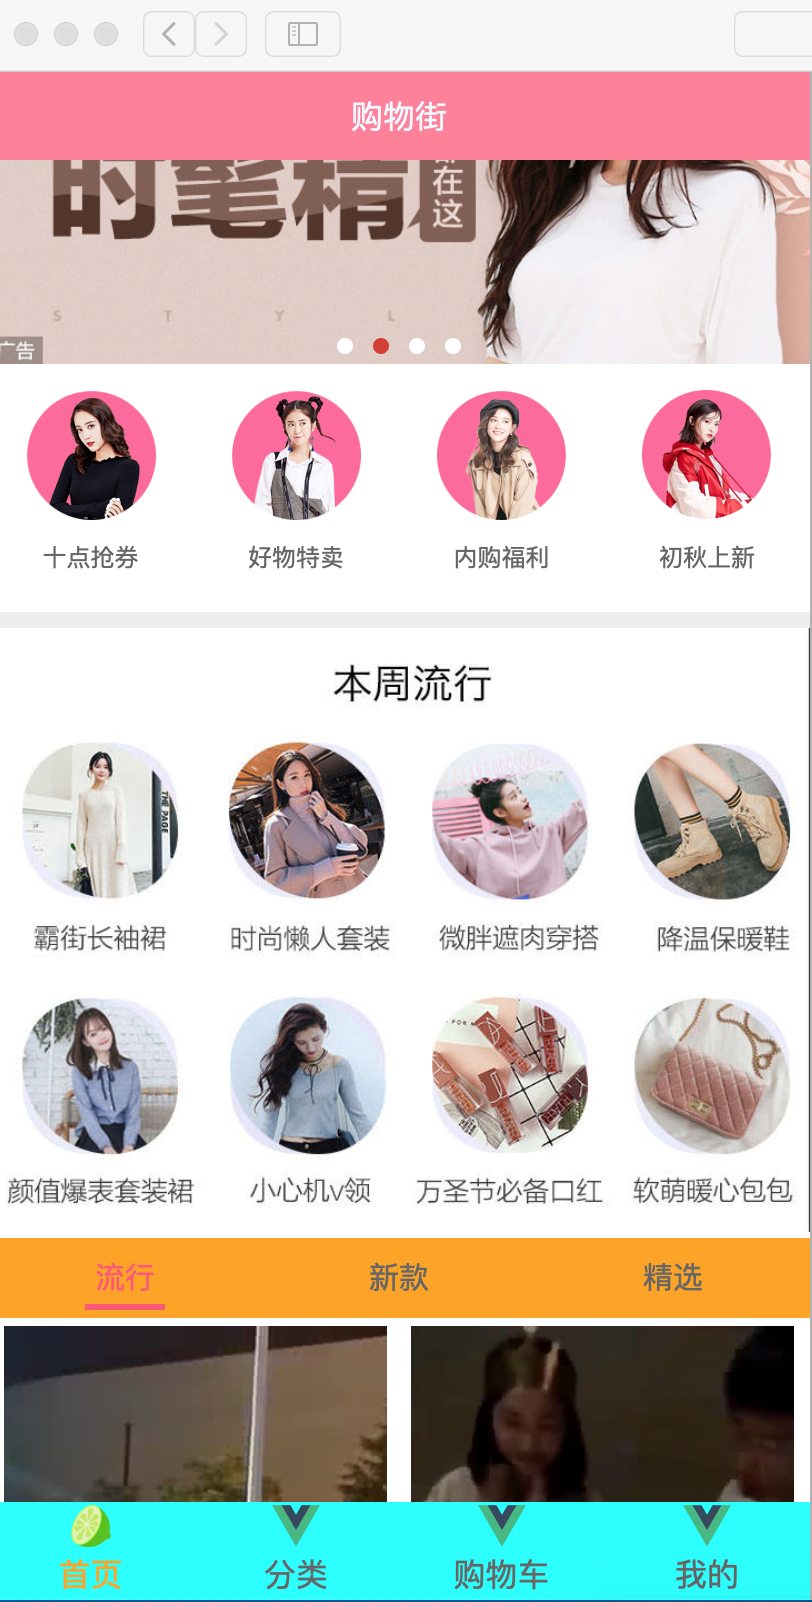 购物街
时髦精
都在这
S T Y L
广告
十点抢券 好物特卖 内购福利 初秋上新
本周流行
霸街长袖裙 时尚懒人套装 微胖遮肉穿搭 降温保暖鞋
颜值爆表套装裙 小心机V领 万圣节必备口红 软萌暖心包包
流行 新款 精选
首页 分类 购物车 我的